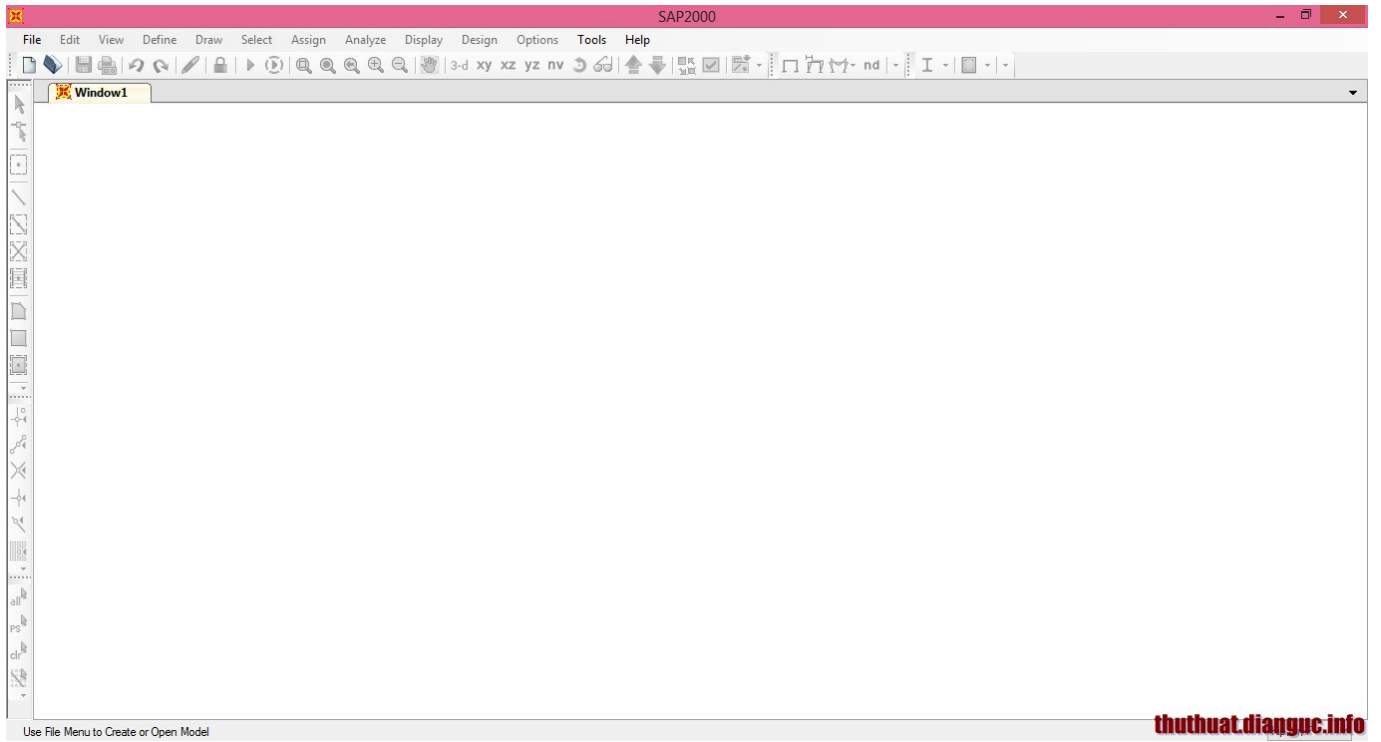 SAP2000
File Edit View Define Draw Select Assign Analyze Display Design Options Tools Help
3-d xy xz yz nv nd
Window1
all
PS
clr
Use File Menu to Create or Open Model
thuthuat.dianguc.info